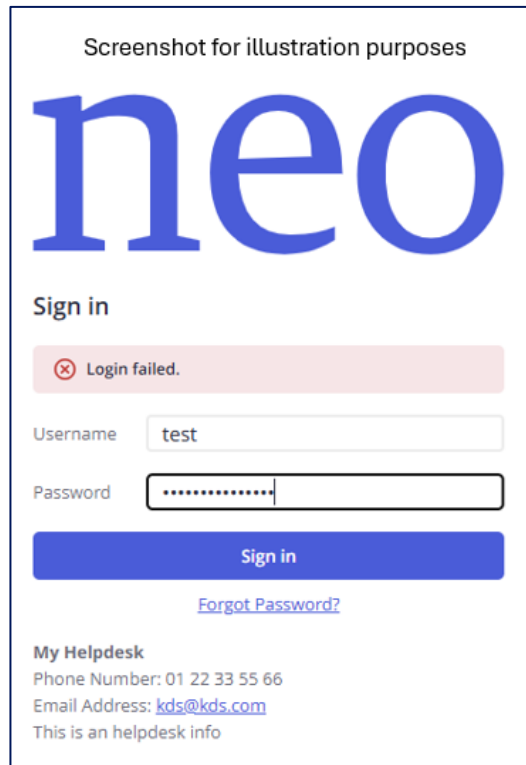 Screenshot for illustration purposes
neo
Sign in
Login failed.
Username test
Password •••••••••••••••
Sign in
Forgot Password?
My Helpdesk
Phone Number: 01 22 33 55 66
Email Address: kds@kds.com
This is an helpdesk info